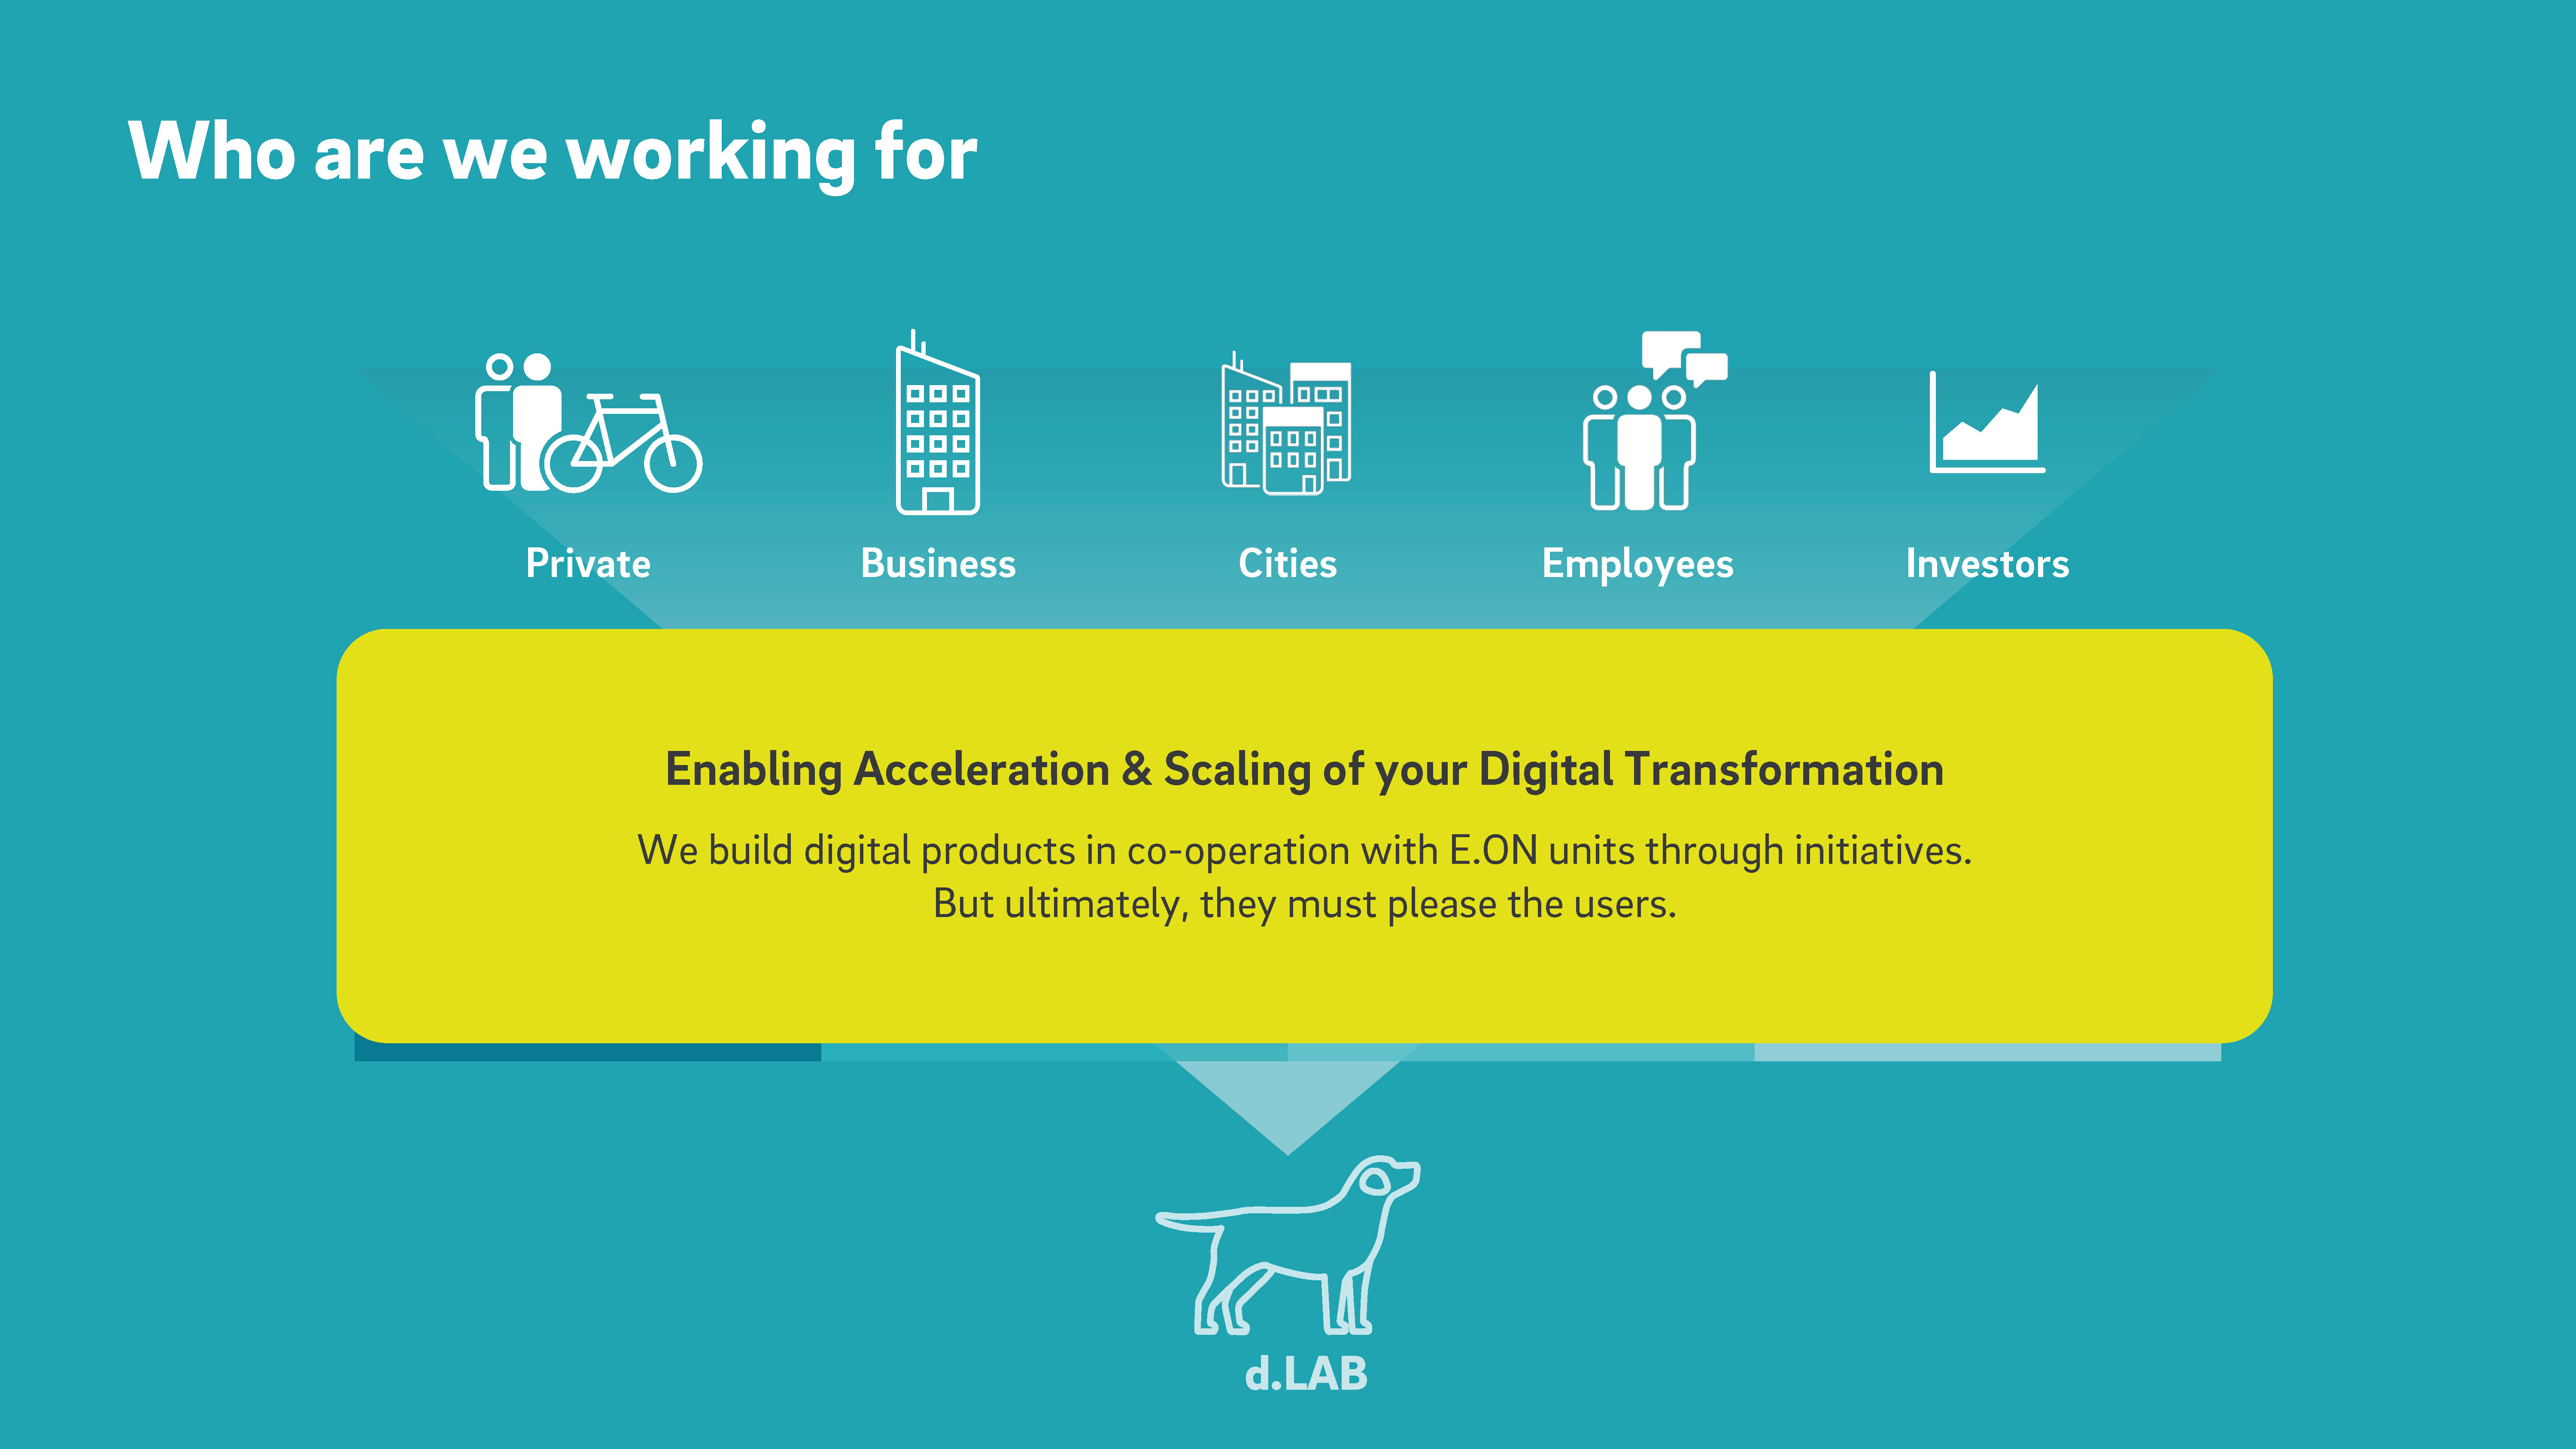 Who are we working for
Private
Business
Cities
Employees
Investors
Enabling Acceleration & Scaling of your Digital Transformation
We build digital products in co-operation with E.ON units through initiatives.
But ultimately, they must please the users.
d.LAB